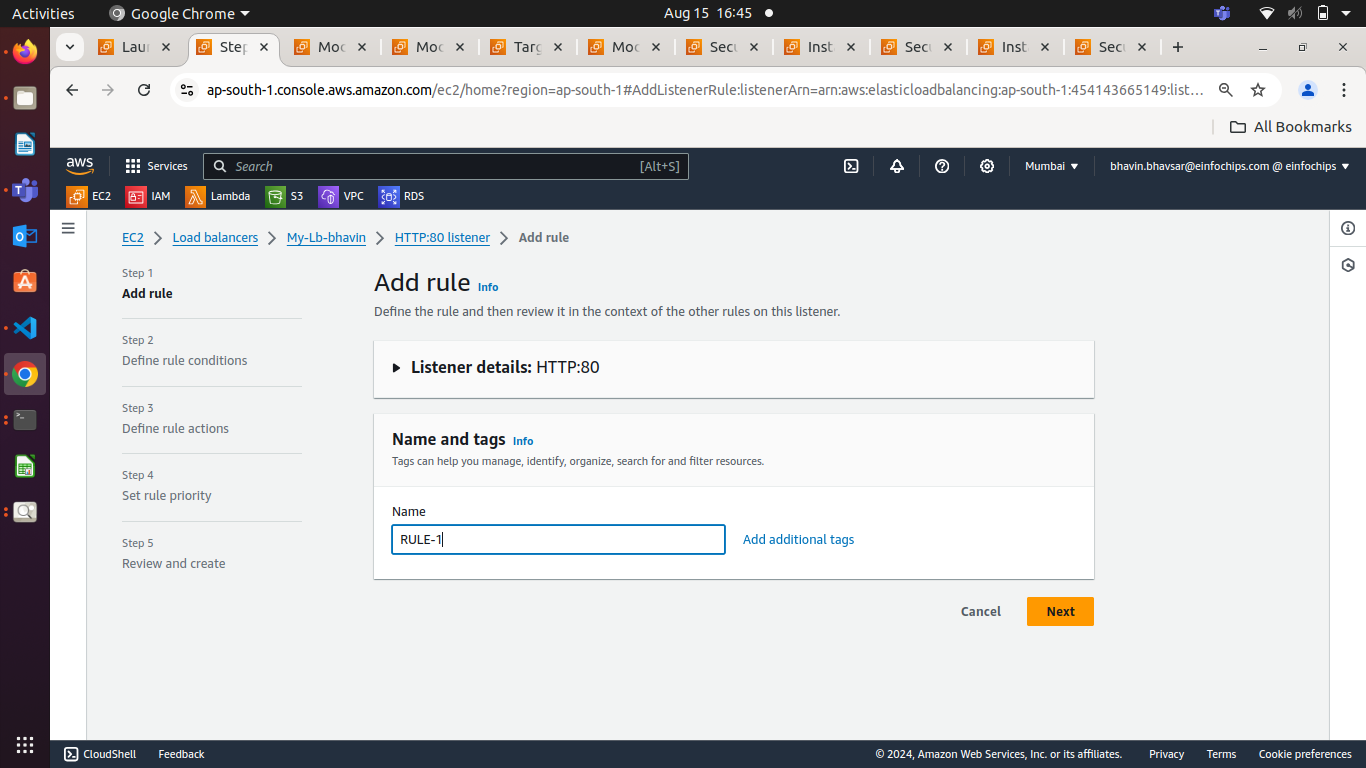 Activities Google Chrome Aug 15 16:45
Lau Step Moc Moc Targ Moc Secu Inst Secu Inst Secu
ap-south-1.console.aws.amazon.com/ec2/home?region=ap-south-1#AddListenerRule:listenerArn=arn:aws:elasticloadbalancing:ap-south-1:454143665149:list...
All Bookmarks
aws Services Search [Alt+S] Mumbai bhavin.bhavsar@einfochips.com @ einfochips
EC2 IAM Lambda S3 VPC RDS
EC2 Load balancers My-Lb-bhavin HTTP:80 listener Add rule
Step 1
Add rule
Step 2
Define rule conditions
Step 3
Define rule actions
Step 4
Set rule priority
Step 5
Review and create
Add rule Info
Define the rule and then review it in the context of the other rules on this listener.
Listener details: HTTP:80
Name and tags Info
Tags can help you manage, identify, organize, search for and filter resources.
Name
RULE-1 Add additional tags
Cancel Next
CloudShell Feedback © 2024, Amazon Web Services, Inc. or its affiliates. Privacy Terms Cookie preferences